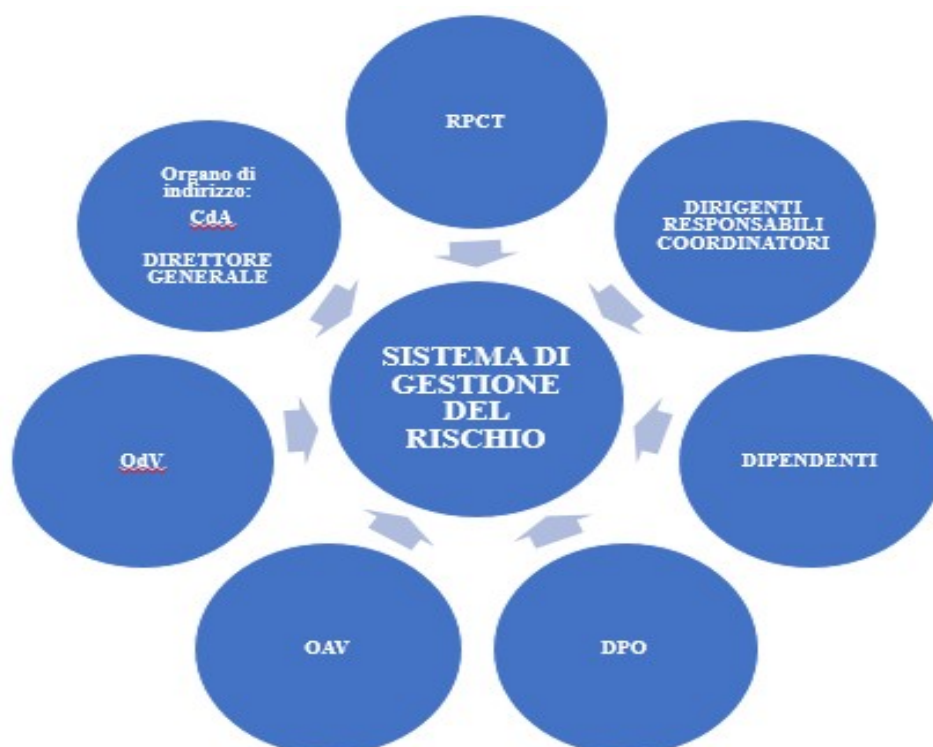 RPCT
Organo di
indirizzo:
CdA
DIRETTORE
GENERALE
DIRIGENTI
RESPONSABILI
COORDINATORI
SISTEMA DI
GESTIONE
DEL
RISCHIO
OdV
DIPENDENTI
OAV
DPO